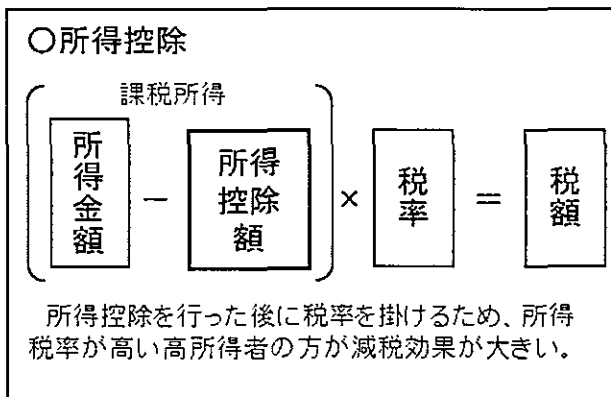 ○所得控除
課税所得
( 所得金額 － 所得控除額 ) × 税率 ＝ 税額
所得控除を行った後に税率を掛けるため、所得
税率が高い高所得者の方が減税効果が大きい。